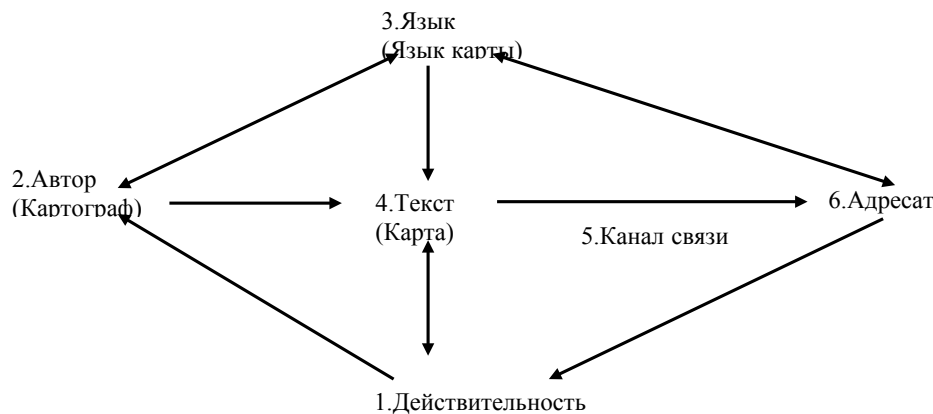 3.Язык
(Язык карты)
2.Автор
(Картограф)
4.Текст
(Карта)
6.Адресат
5.Канал связи
1.Действительность